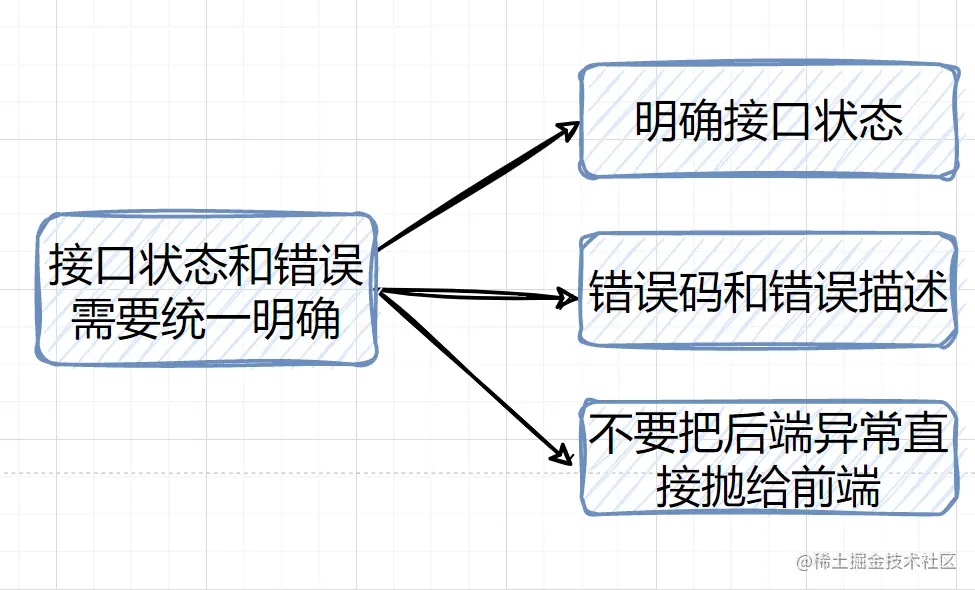 明确接口状态
接口状态和错误
需要统一明确
错误码和错误描述
不要把后端异常直
接抛给前端
@稀土掘金技术社区